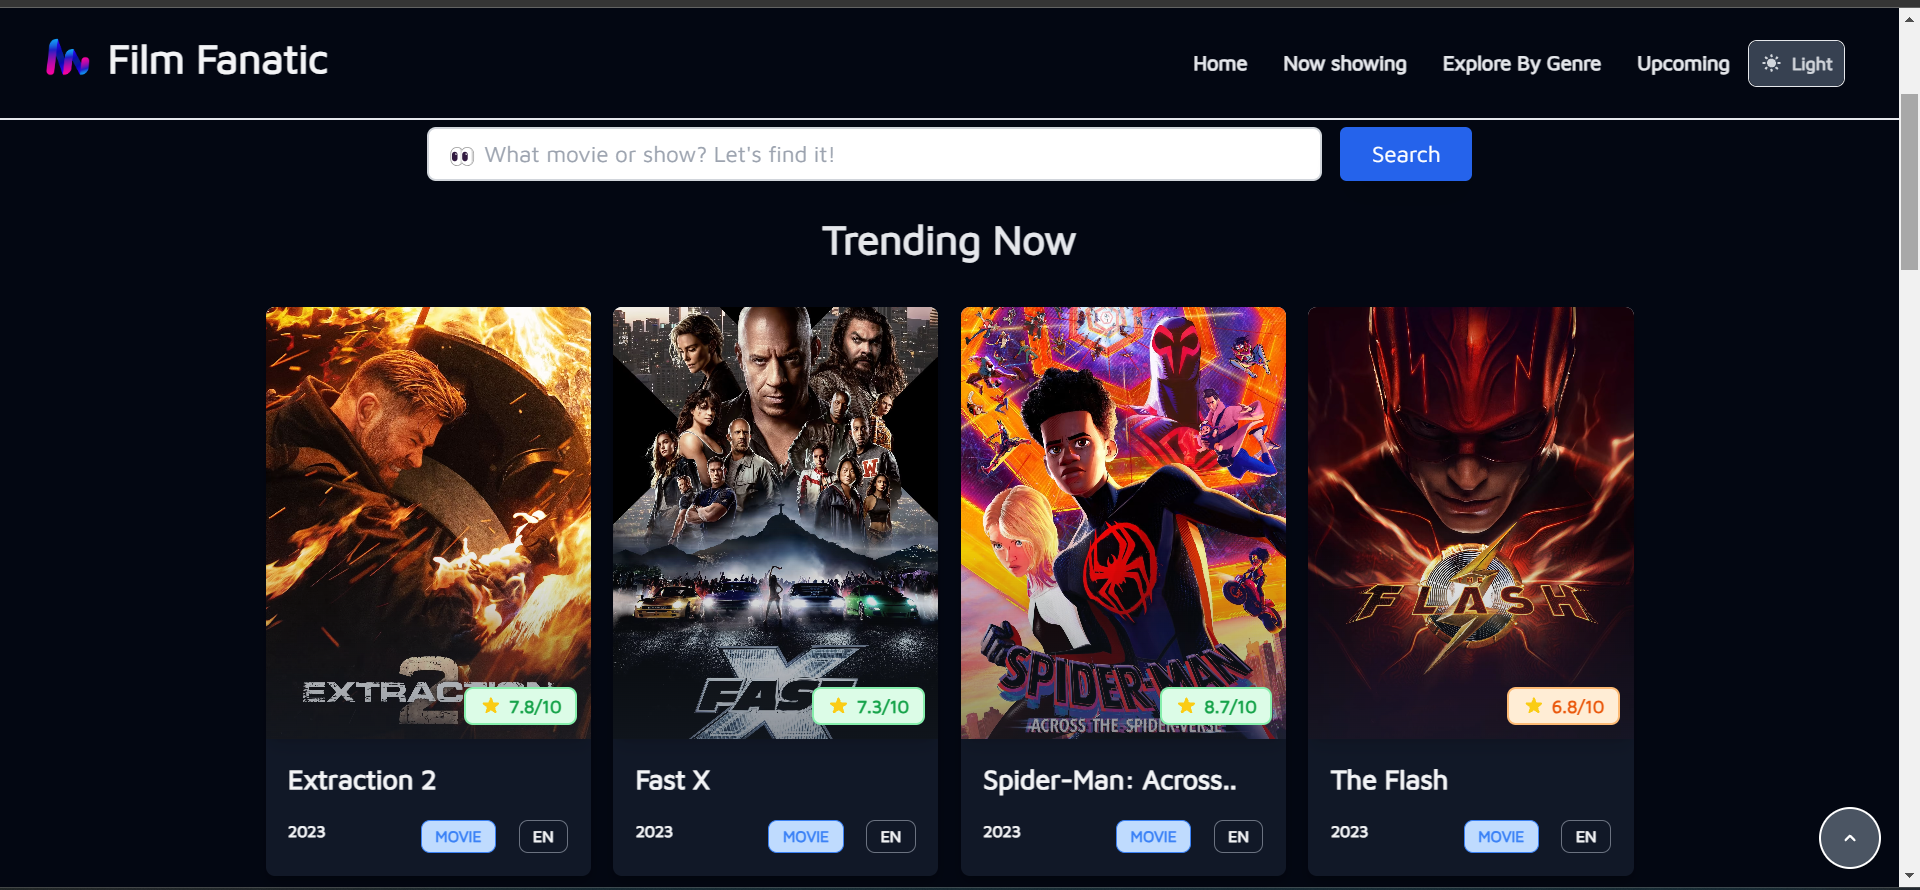 Film Fanatic
Home Now showing Explore By Genre Upcoming Light
👀 What movie or show? Let's find it! Search
Trending Now
EXTRACTION 2
7.8/10
FAST X
7.3/10
W
SPIDER-MAN
ACROSS THE SPIDER-VERSE
8.7/10
THE
FLASH
6.8/10
Extraction 2
2023 MOVIE EN
Fast X
2023 MOVIE EN
Spider-Man: Across..
2023 MOVIE EN
The Flash
2023 MOVIE EN